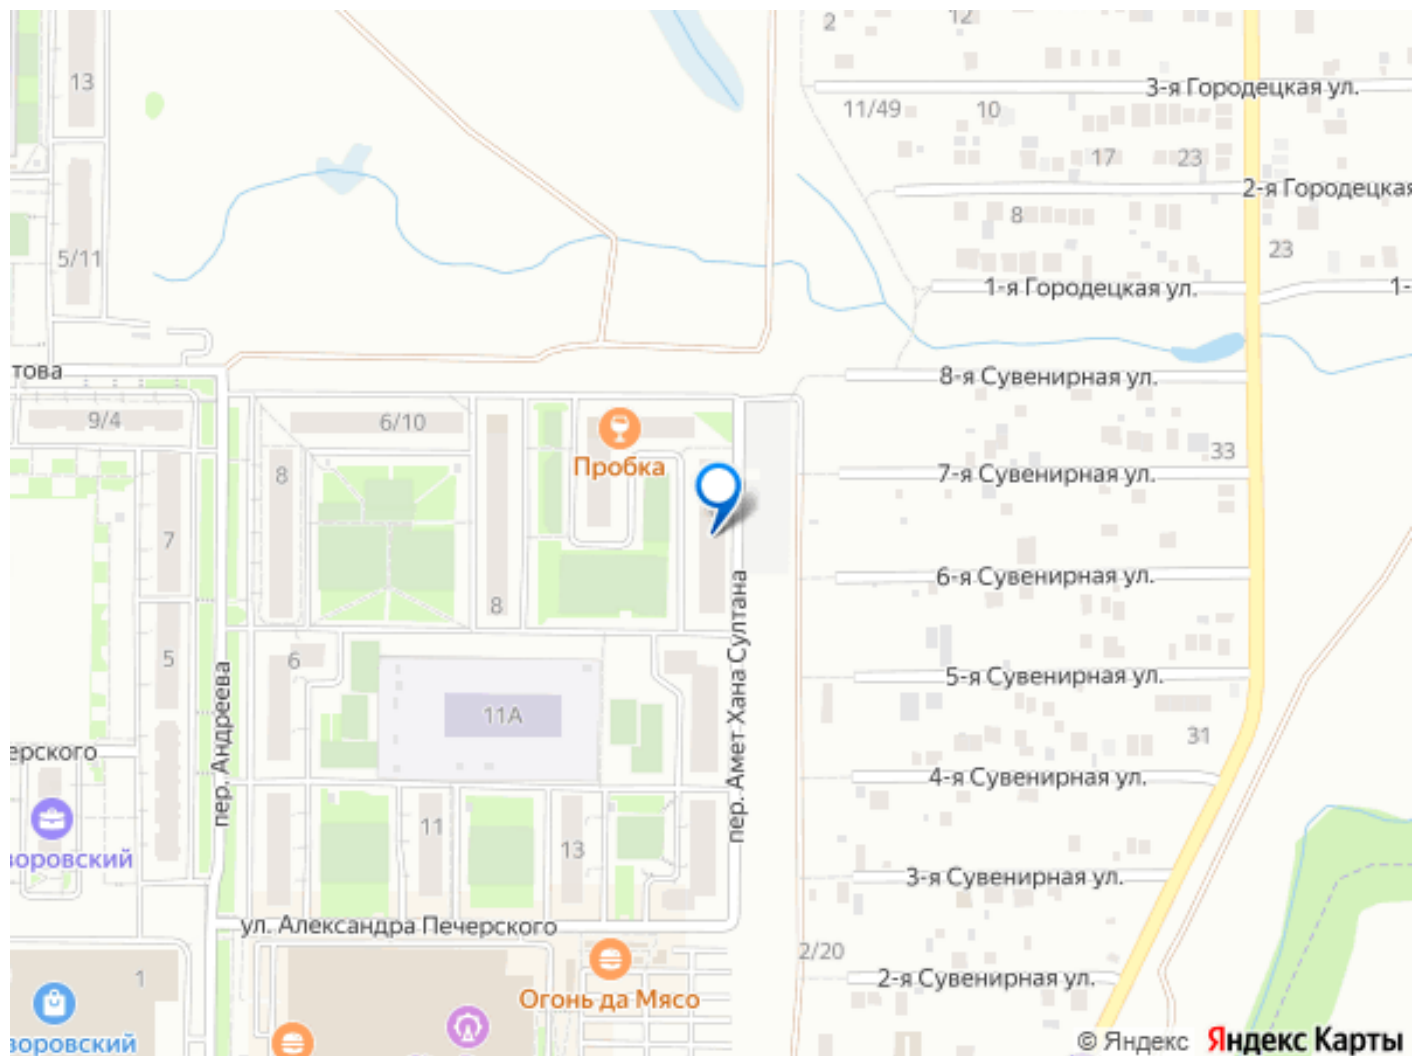 2
12
13
3-я Городецкая ул.
11/49
10
17
23
2-я Городецкая
8
5/11
23
1-я Городецкая ул.
1-
това
8-я Сувенирная ул.
9/4
6/10
Пробка
33
8
7-я Сувенирная ул.
7
6-я Сувенирная ул.
8
пер. Амет-Хана Султана
5
6
5-я Сувенирная ул.
пер. Андреева
11А
31
ерского
4-я Сувенирная ул.
11
13
воровский
3-я Сувенирная ул.
ул. Александра Печерского
2/20
1
2-я Сувенирная ул.
Огонь да Мясо
воровский
© Яндекс Яндекс Карты